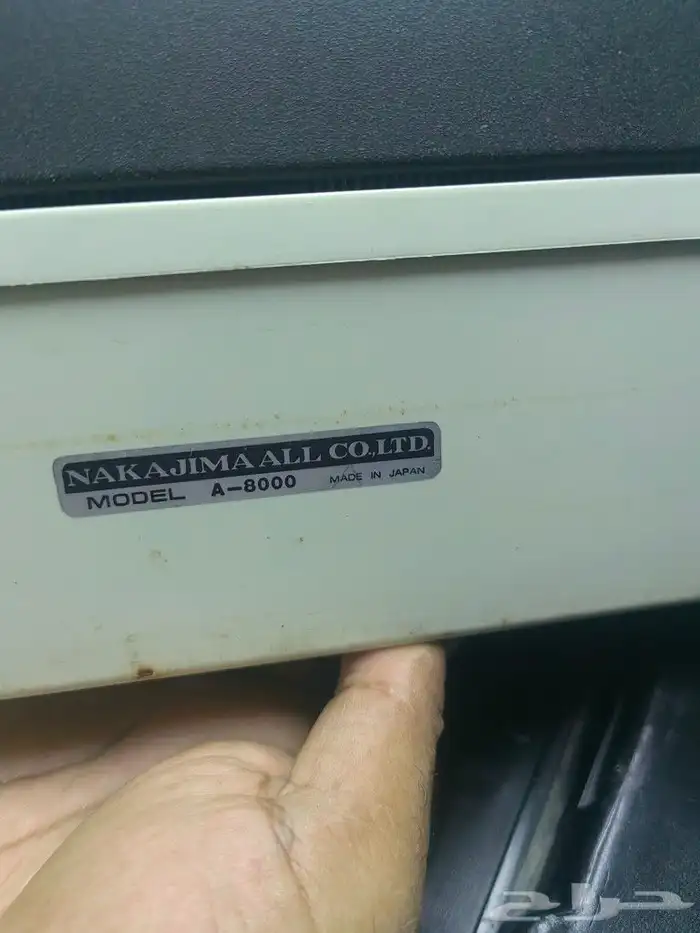 NAKAJIMA ALL CO.,LTD.
MODEL A-8000 MADE IN JAPAN
حراج